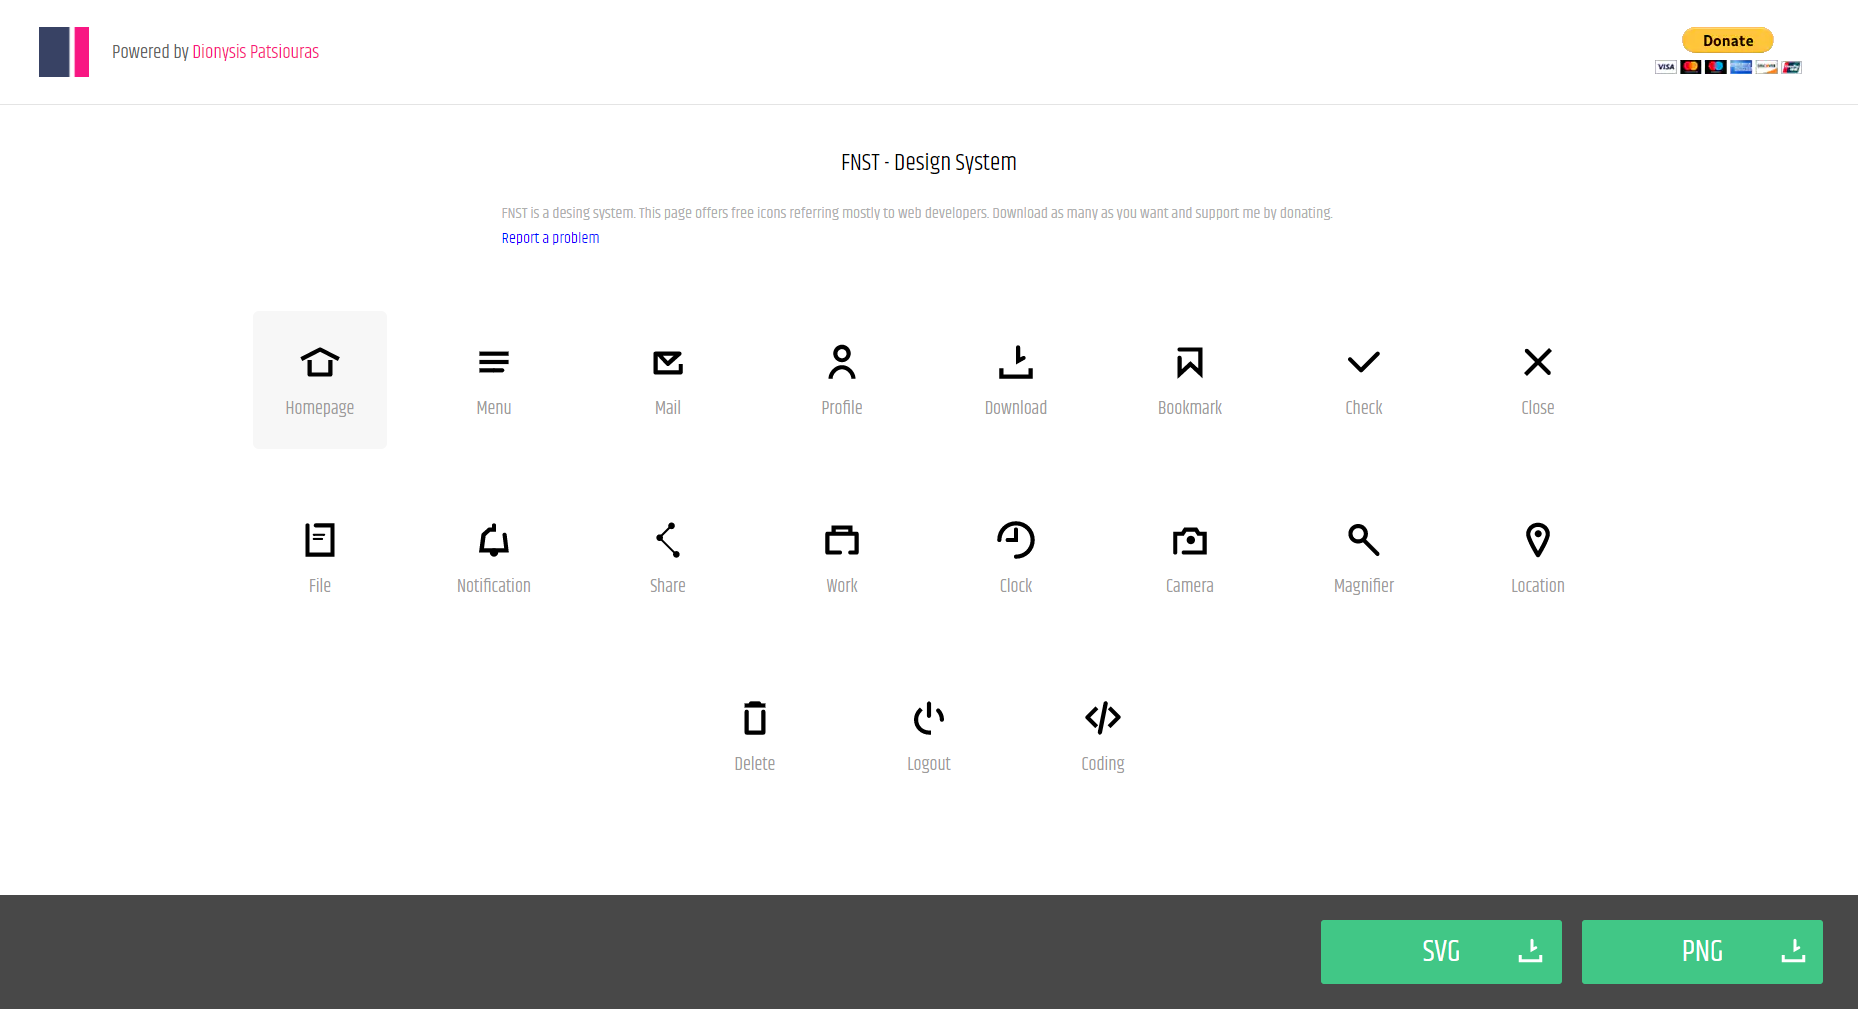 Powered by Dionysis Patsiouras
Donate
VISA
DISCOVER
FNST - Design System
FNST is a desing system. This page offers free icons referring mostly to web developers. Download as many as you want and support me by donating.
Report a problem
Homepage Menu Mail Profile Download Bookmark Check Close
File Notification Share Work Clock Camera Magnifier Location
Delete Logout Coding
SVG PNG